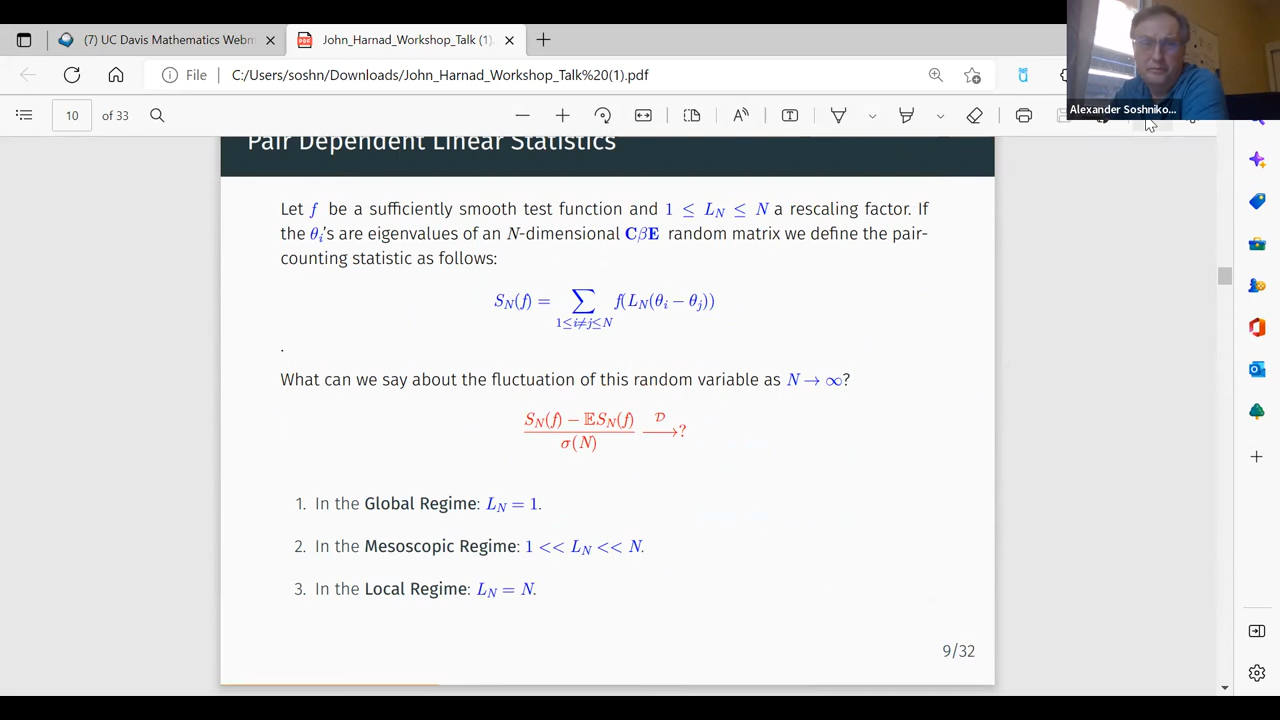 (7) UC Davis Mathematics Webm
John_Harnad_Workshop_Talk (1).
File
C:/Users/soshn/Downloads/John_Harnad_Workshop_Talk%20(1).pdf
Alexander Soshniko...
10 of 33
Pair Dependent Linear Statistics
Let f be a sufficiently smooth test function and 1 ≤ L_N ≤ N a rescaling factor. If
the θ_i's are eigenvalues of an N-dimensional CβE random matrix we define the pair-
counting statistic as follows:
S_N(f) = ∑_{1≤i≠j≤N} f(L_N(θ_i − θ_j))
.
What can we say about the fluctuation of this random variable as N → ∞?
(S_N(f) − 𝔼S_N(f)) / σ(N) →^𝒟 ?
1. In the Global Regime: L_N = 1.
2. In the Mesoscopic Regime: 1 << L_N << N.
3. In the Local Regime: L_N = N.
9/32